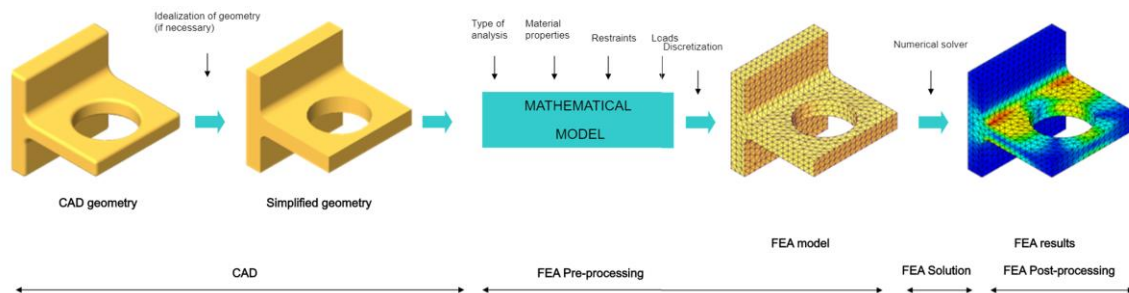 Idealization of geometry
(if necessary)
Type of
analysis
Material
properties
Restraints
Loads
Discretization
Numerical solver
MATHEMATICAL
MODEL
CAD geometry
Simplified geometry
FEA model
FEA results
CAD
FEA Pre-processing
FEA Solution
FEA Post-processing